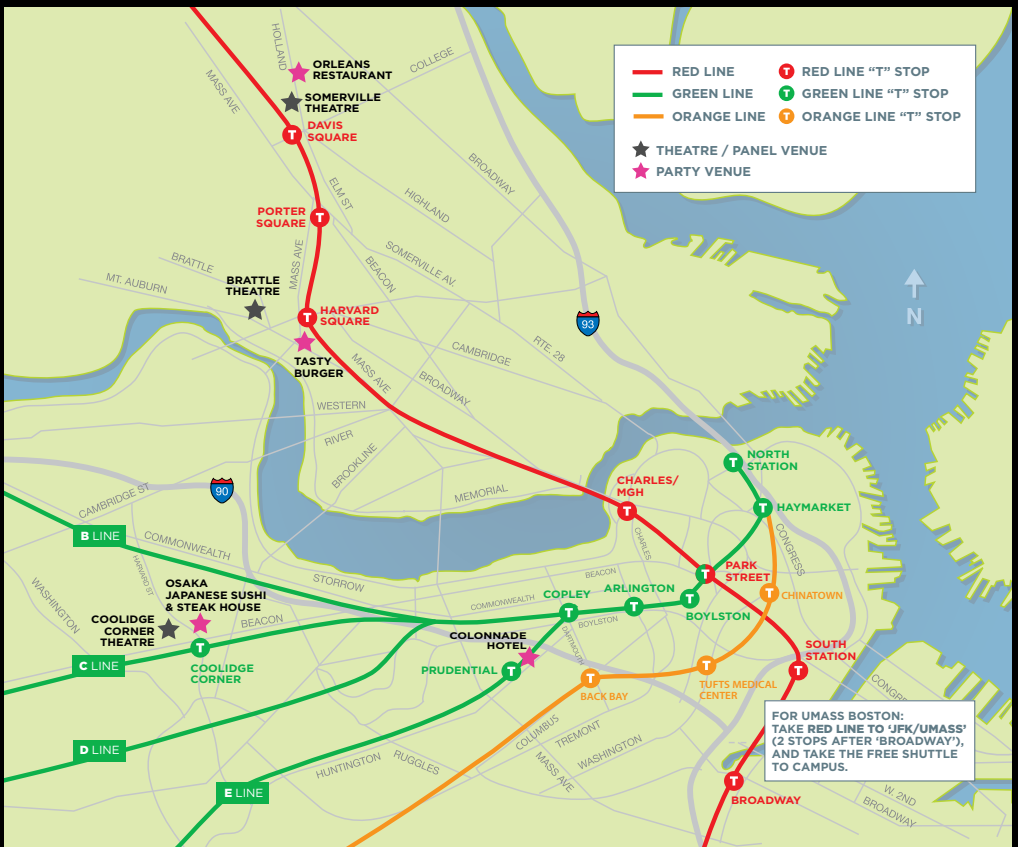 HOLLAND
MASS AVE
COLLEGE
ORLEANS
RESTAURANT
SOMERVILLE
THEATRE
T
DAVIS
SQUARE
ELM ST
BROADWAY
HIGHLAND
PORTER
SQUARE
T
MASS AVE
BRATTLE
MT. AUBURN
BEACON
SOMERVILLE AV.
BRATTLE
THEATRE
T
HARVARD
SQUARE
TASTY
BURGER
MASS AVE
CAMBRIDGE
RTE. 28
93
BROADWAY
WESTERN
RIVER
BROOKLINE
MEMORIAL
RED LINE
T
RED LINE “T” STOP
GREEN LINE
T
GREEN LINE “T” STOP
ORANGE LINE
T
ORANGE LINE “T” STOP
THEATRE / PANEL VENUE
PARTY VENUE
N
T
NORTH
STATION
CHARLES/
MGH
T
T
HAYMARKET
90
CAMBRIDGE ST
B LINE
COMMONWEALTH
HARVARD ST
WASHINGTON
STORROW
CHARLES
CONGRESS
BEACON
T
PARK
STREET
T
CHINATOWN
OSAKA
JAPANESE SUSHI
& STEAK HOUSE
BEACON
COOLIDGE
CORNER
THEATRE
T
COOLIDGE
CORNER
C LINE
COMMONWEALTH
COPLEY
T
ARLINGTON
T
T
BOYLSTON
BOYLSTON
DARTMOUTH
COLONNADE
HOTEL
PRUDENTIAL
T
T
BACK BAY
T
TUFTS MEDICAL
CENTER
SOUTH
STATION
T
CONGRE
D LINE
E LINE
HUNTINGTON
RUGGLES
COLUMBUS
TREMONT
MASS AVE
WASHINGTON
FOR UMASS BOSTON:
TAKE RED LINE TO ‘JFK/UMASS’
(2 STOPS AFTER ‘BROADWAY’),
AND TAKE THE FREE SHUTTLE
TO CAMPUS.
T
BROADWAY
W. 2ND
BROADWAY